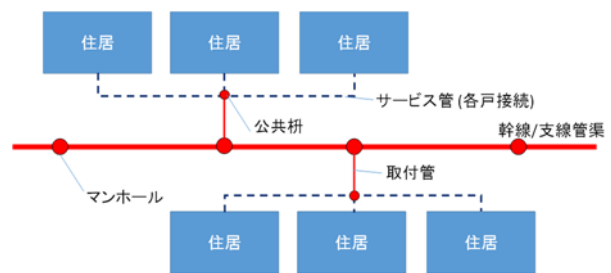 住居 住居 住居
サービス管 (各戸接続)
公共枡
幹線/支線管渠
取付管
マンホール
住居 住居 住居